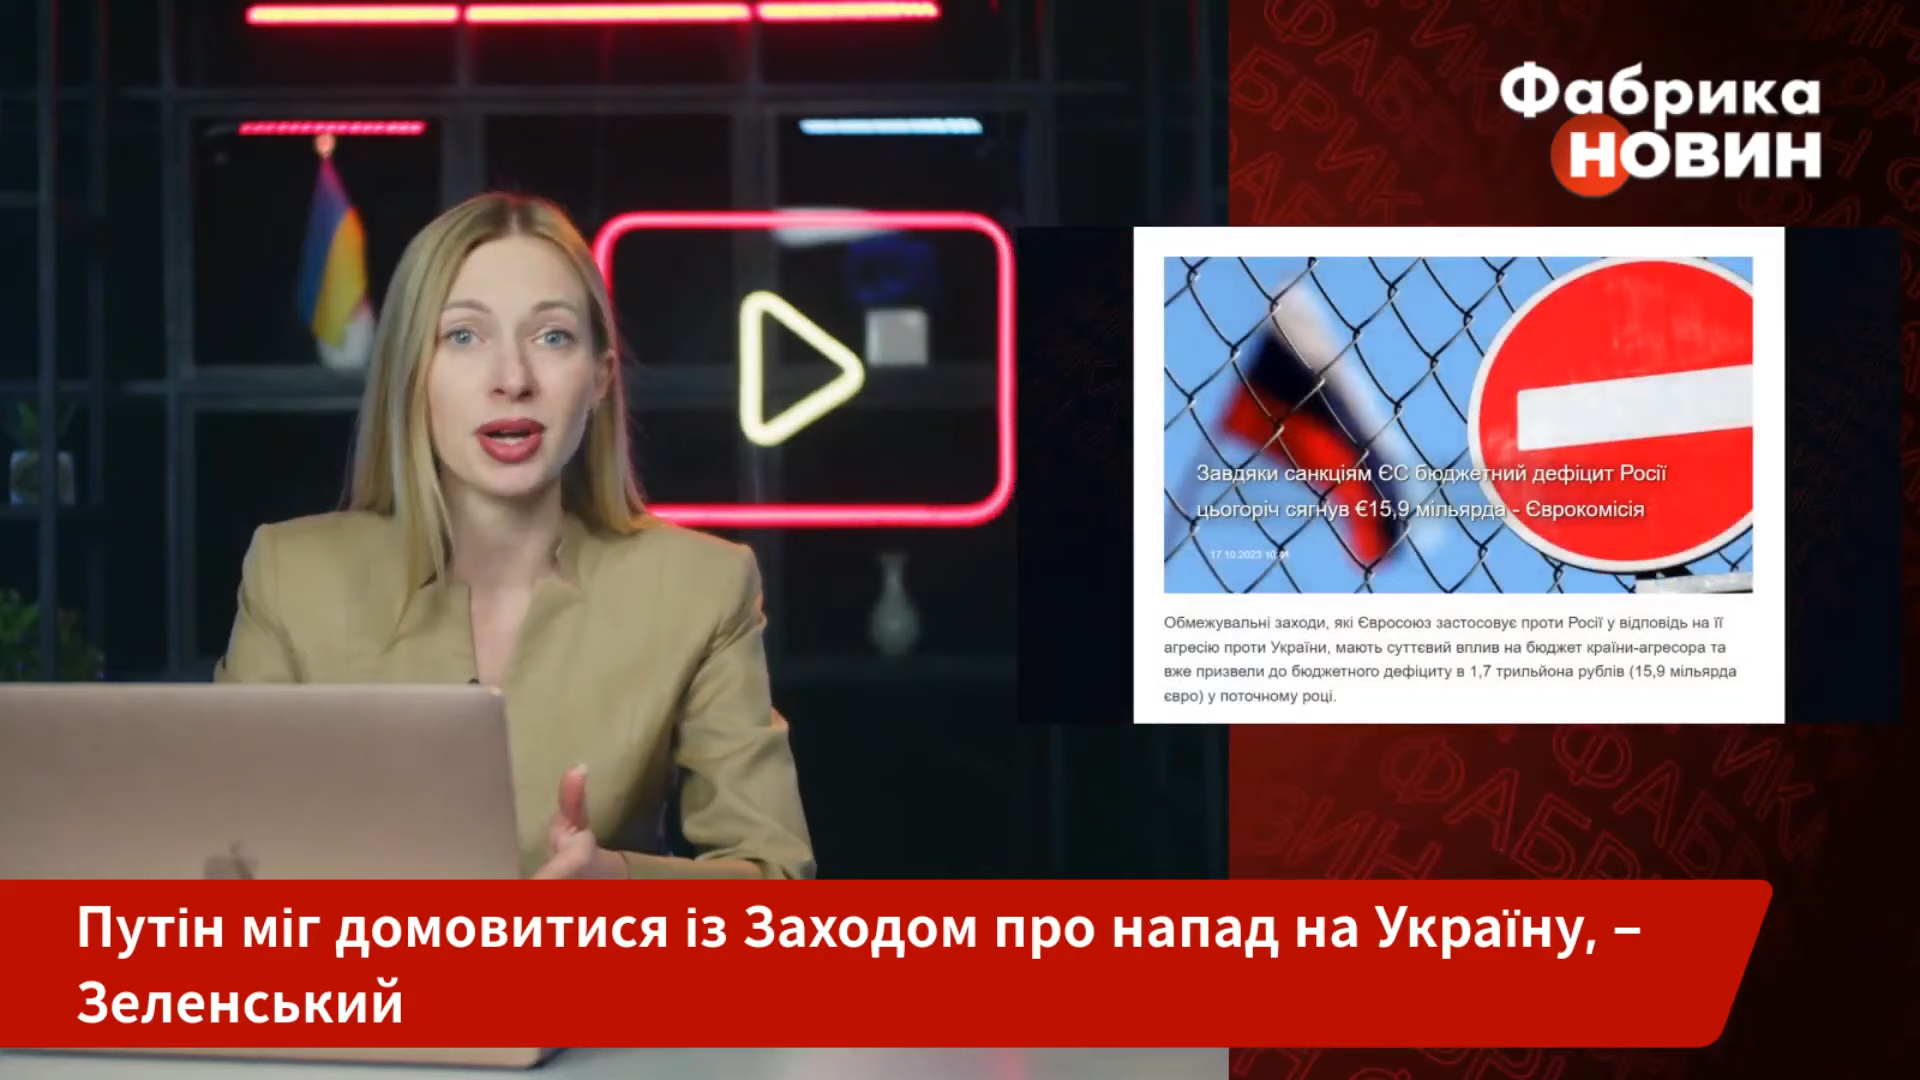 Фабрика
новин
Завдяки санкціям ЄС бюджетний дефіцит Росії
цьогоріч сягнув €15,9 мільярда - Єврокомісія
17.10.2023 10:41
Обмежувальні заходи, які Євросоюз застосовує проти Росії у відповідь на її
агресію проти України, мають суттєвий вплив на бюджет країни-агресора та
вже призвели до бюджетного дефіциту в 1,7 трильйона рублів (15,9 мільярда
євро) у поточному році.
Путін міг домовитися із Заходом про напад на Україну, –
Зеленський